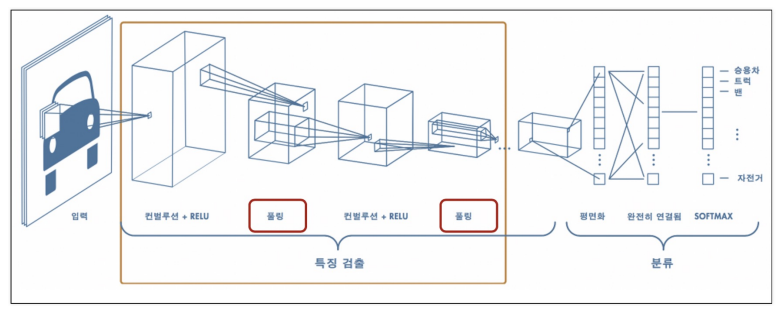 승용차
트럭
밴
자전거
입력
컨벌루션 + RELU
풀링
컨벌루션 + RELU
풀링
평면화
완전히 연결됨
SOFTMAX
특징 검출
분류